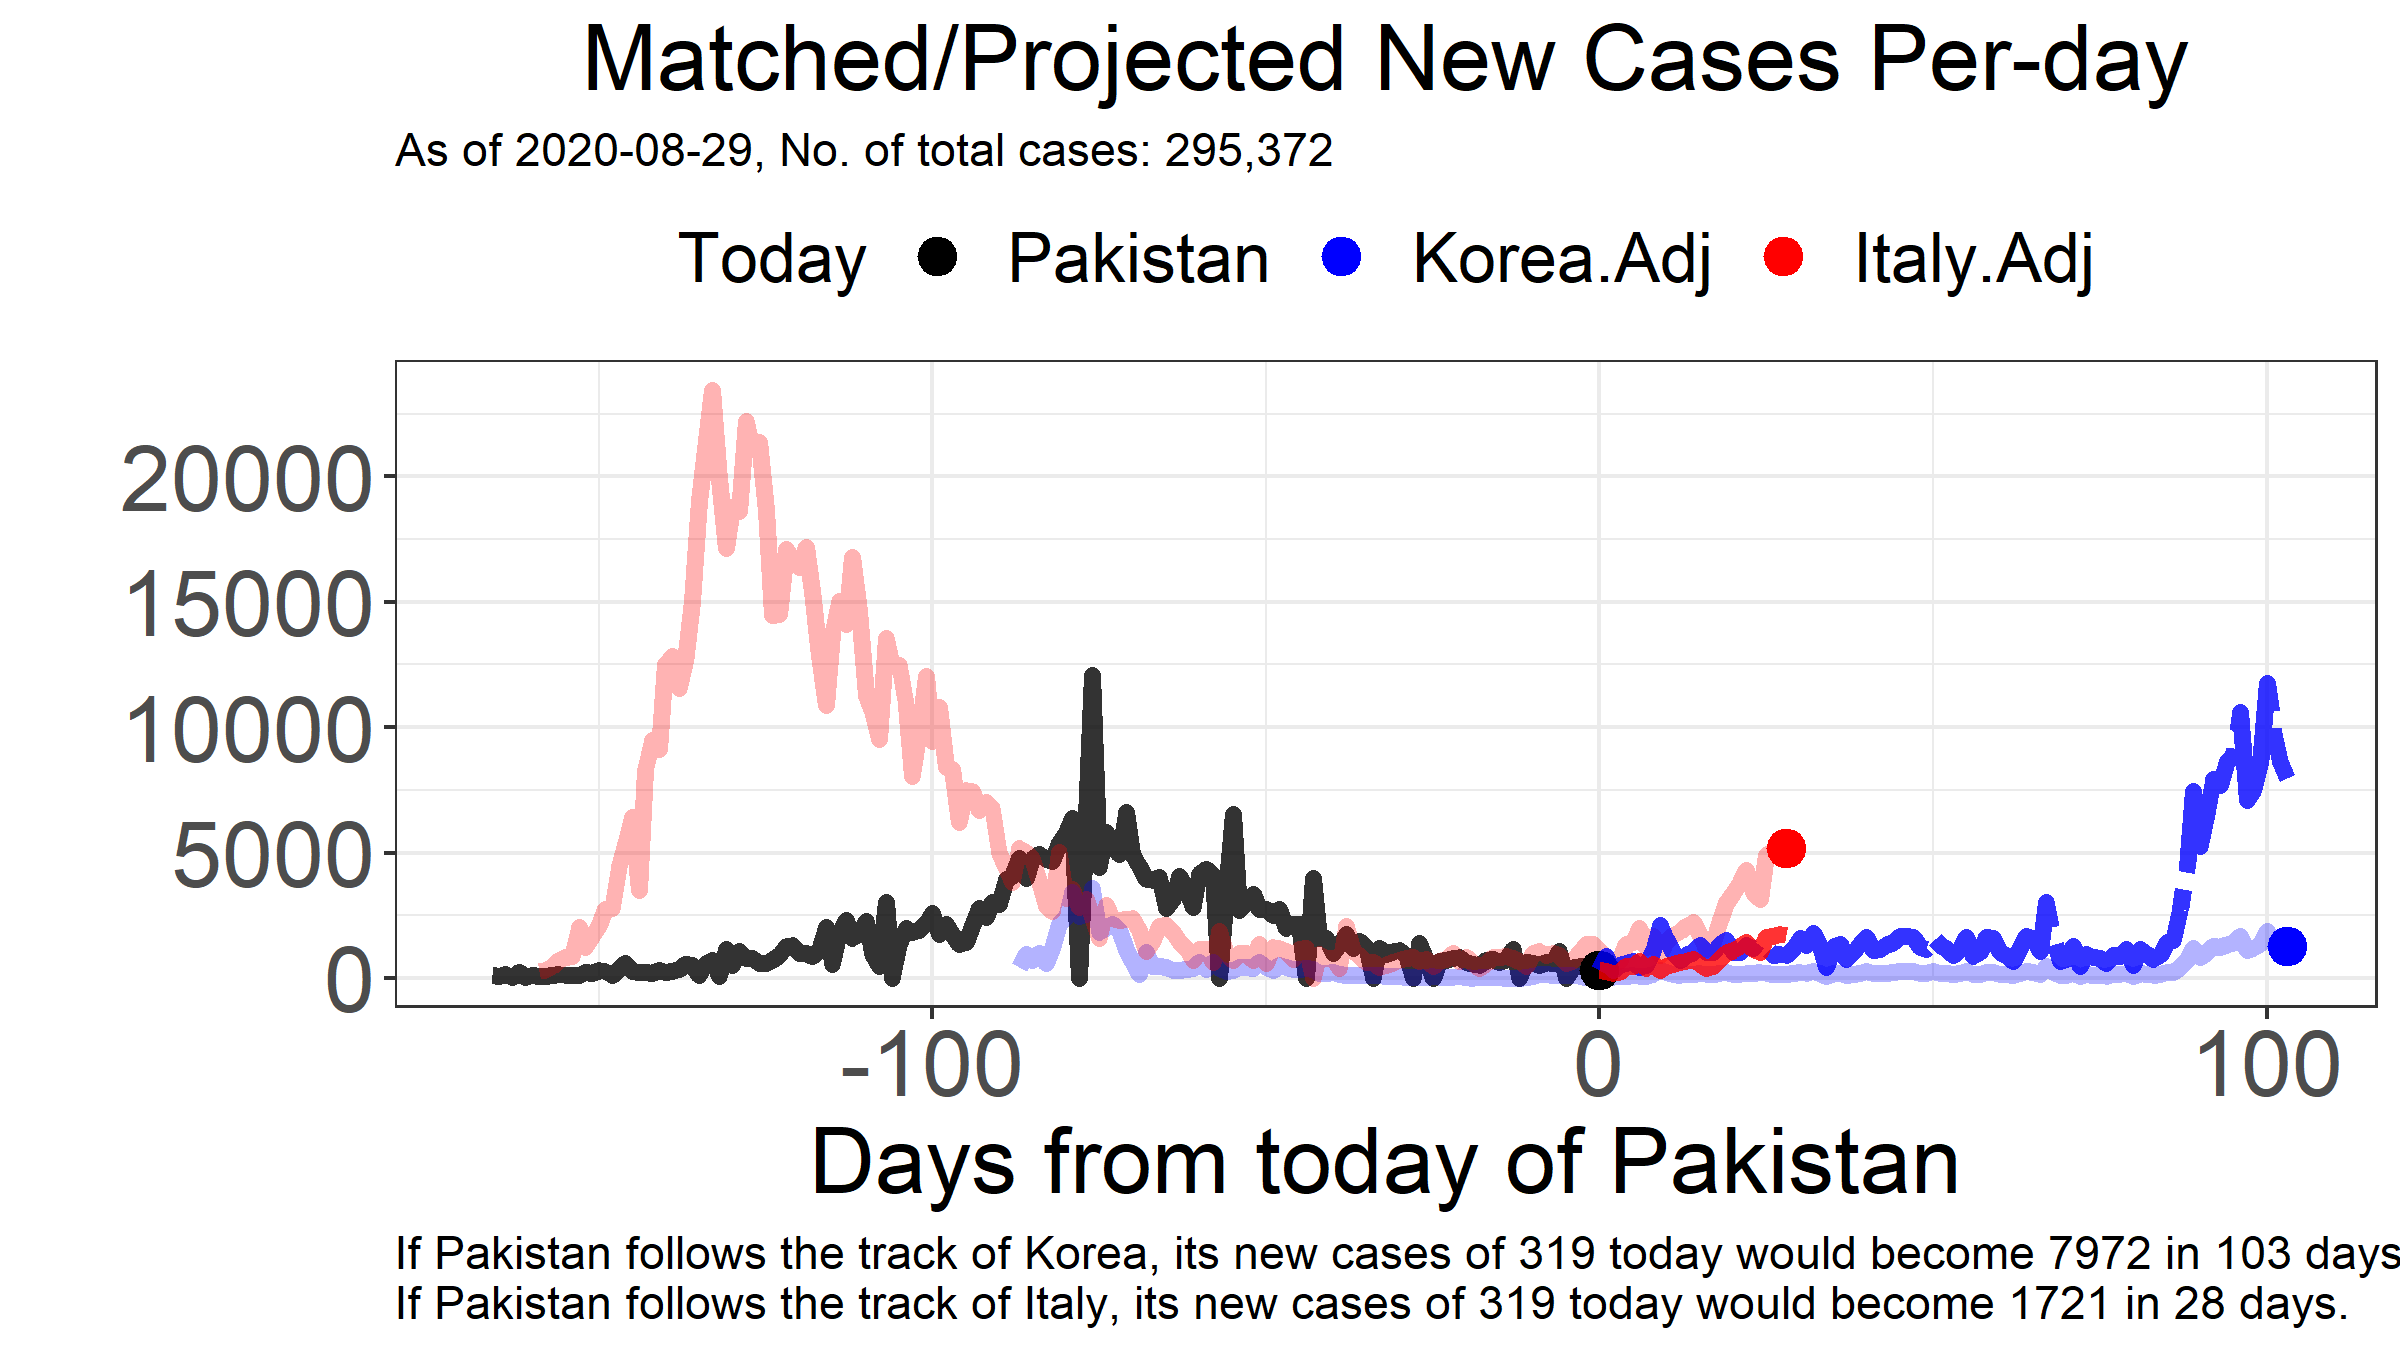 Matched/Projected New Cases Per-day
As of 2020-08-29, No. of total cases: 295,372
Today Pakistan Korea.Adj Italy.Adj
20000
15000
10000
5000
0
-100 0 100
Days from today of Pakistan
If Pakistan follows the track of Korea, its new cases of 319 today would become 7972 in 103 days
If Pakistan follows the track of Italy, its new cases of 319 today would become 1721 in 28 days.